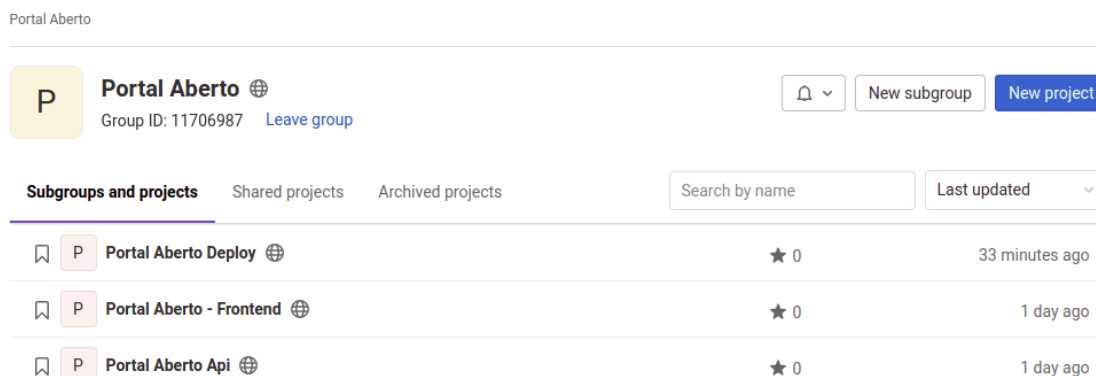 Portal Aberto
P
Portal Aberto
Group ID: 11706987 Leave group
New subgroup
New project
Subgroups and projects Shared projects Archived projects
Search by name
Last updated
P Portal Aberto Deploy 0 33 minutes ago
P Portal Aberto - Frontend 0 1 day ago
P Portal Aberto Api 0 1 day ago